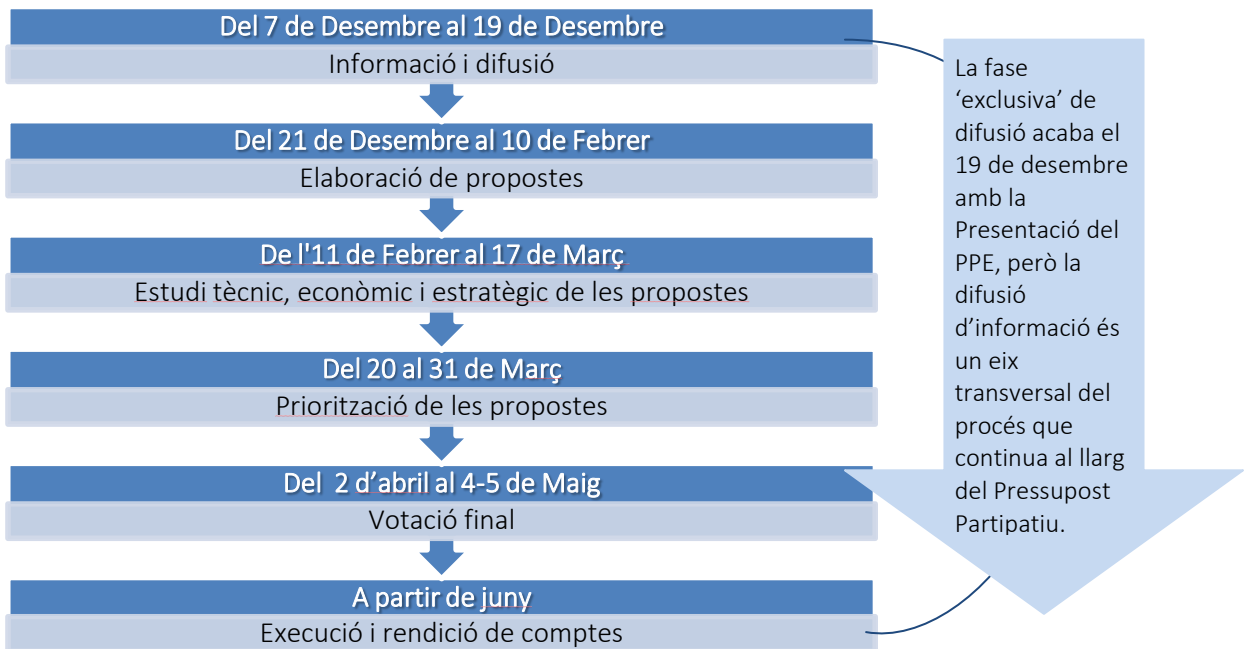 Del 7 de Desembre al 19 de Desembre
Informació i difusió
Del 21 de Desembre al 10 de Febrer
Elaboració de propostes
De l'11 de Febrer al 17 de Març
Estudi tècnic, econòmic i estratègic de les propostes
Del 20 al 31 de Març
Priorització de les propostes
Del 2 d’abril al 4-5 de Maig
Votació final
A partir de juny
Execució i rendició de comptes
La fase
‘exclusiva’ de
difusió acaba el
19 de desembre
amb la
Presentació del
PPE, però la
difusió
d’informació és
un eix
transversal del
procés que
continua al llarg
del Pressupost
Partipatiu.